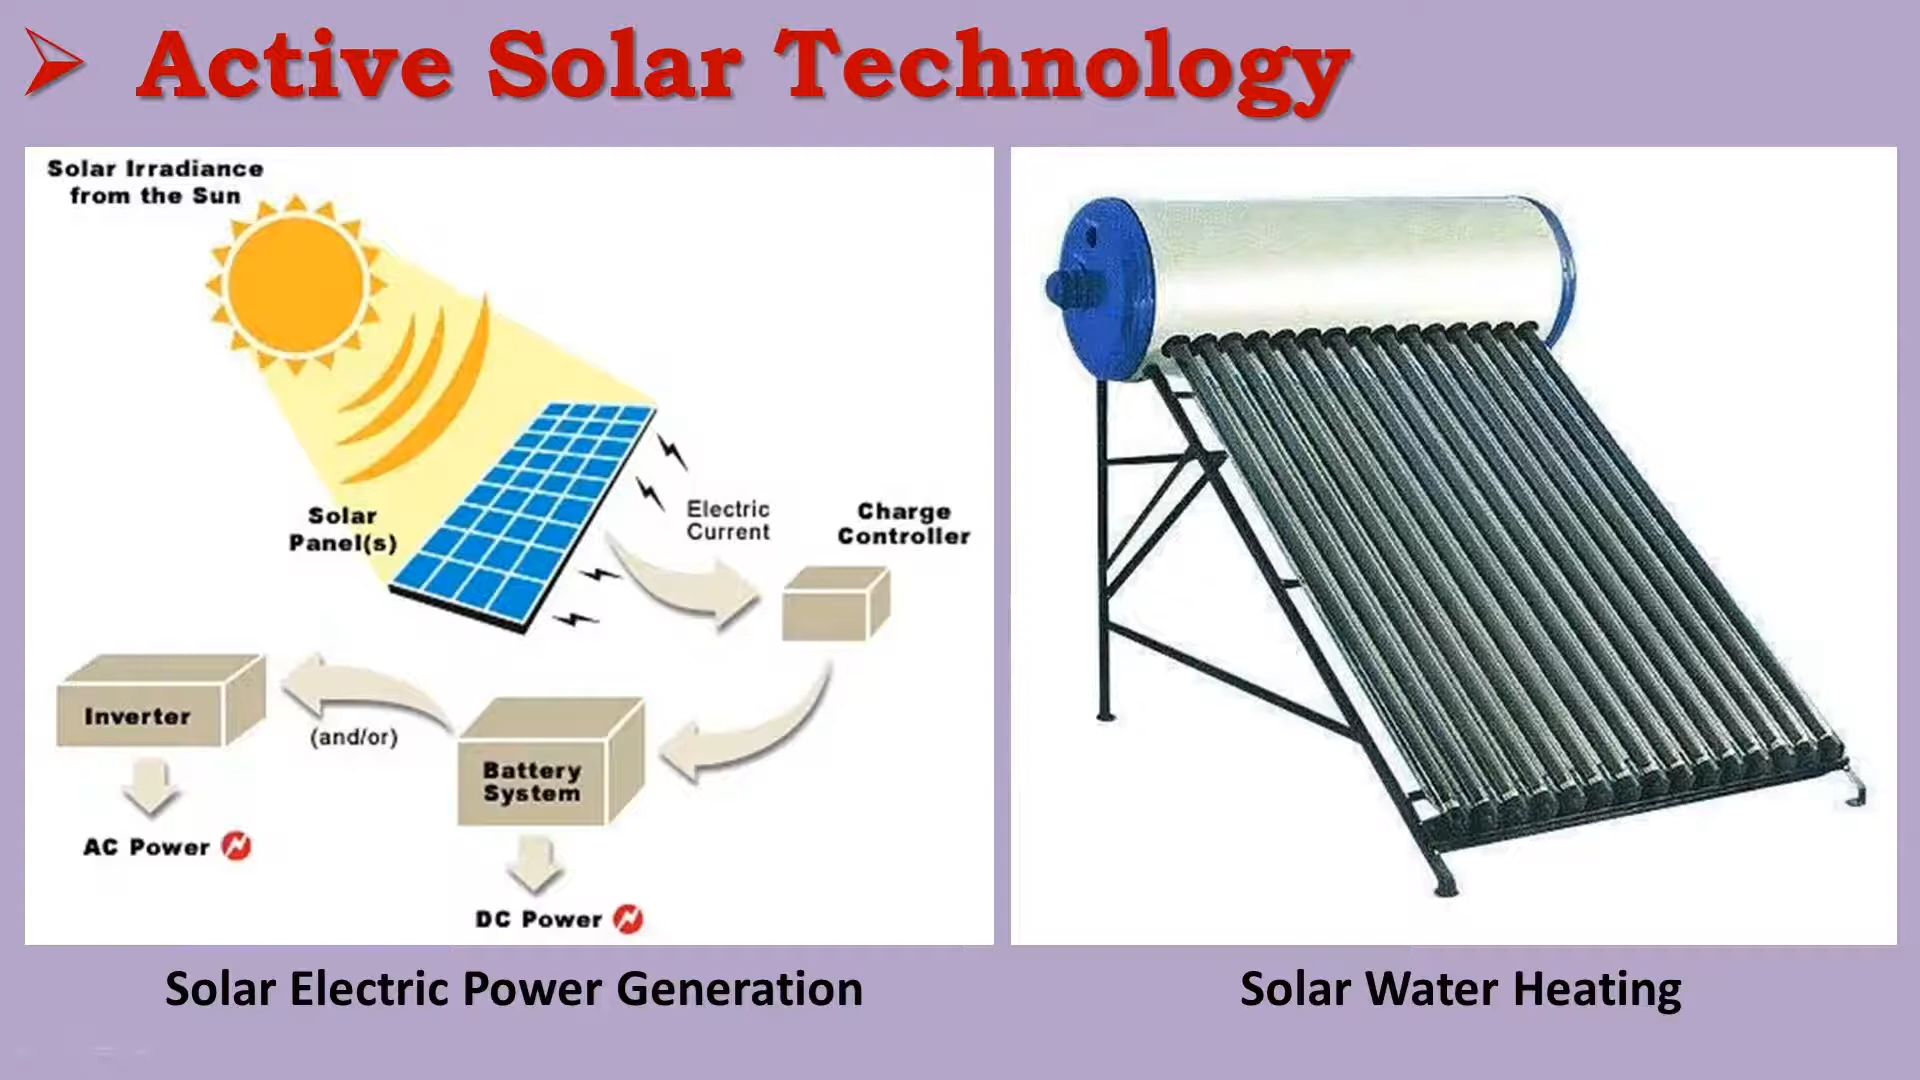 Active Solar Technology
Solar Irradiance
from the Sun
Solar
Panel(s)
Electric
Current
Charge
Controller
Inverter
(and/or)
Battery
System
AC Power
DC Power
Solar Electric Power Generation
Solar Water Heating